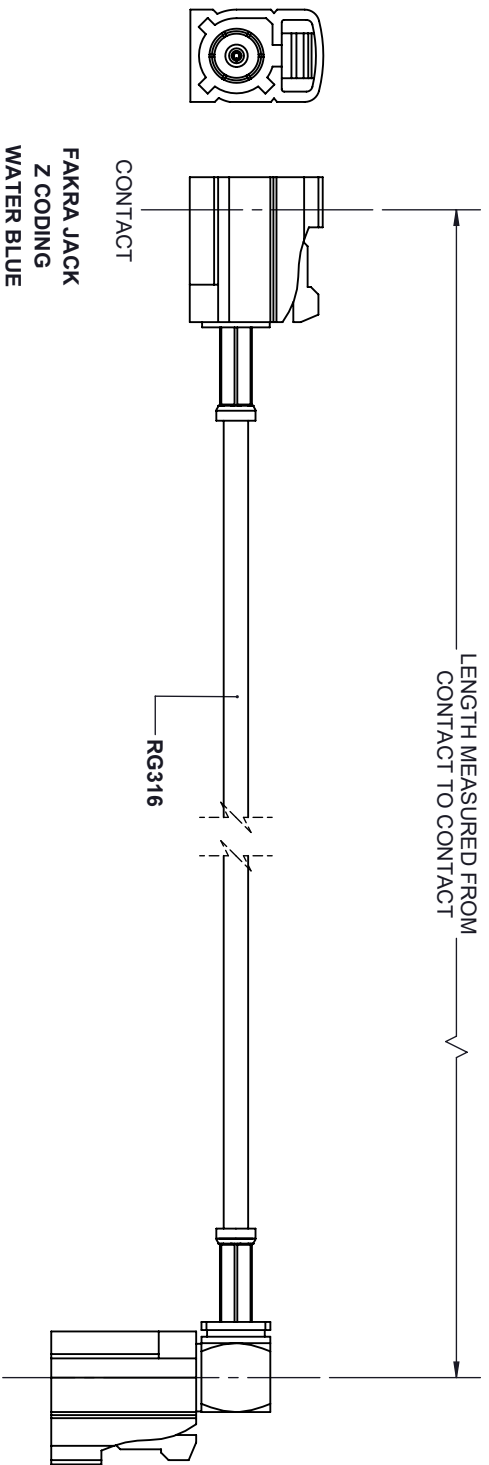 LENGTH MEASURED FROM
CONTACT TO CONTACT
RG316
CONTACT
FAKRA JACK
Z CODING
WATER BLUE